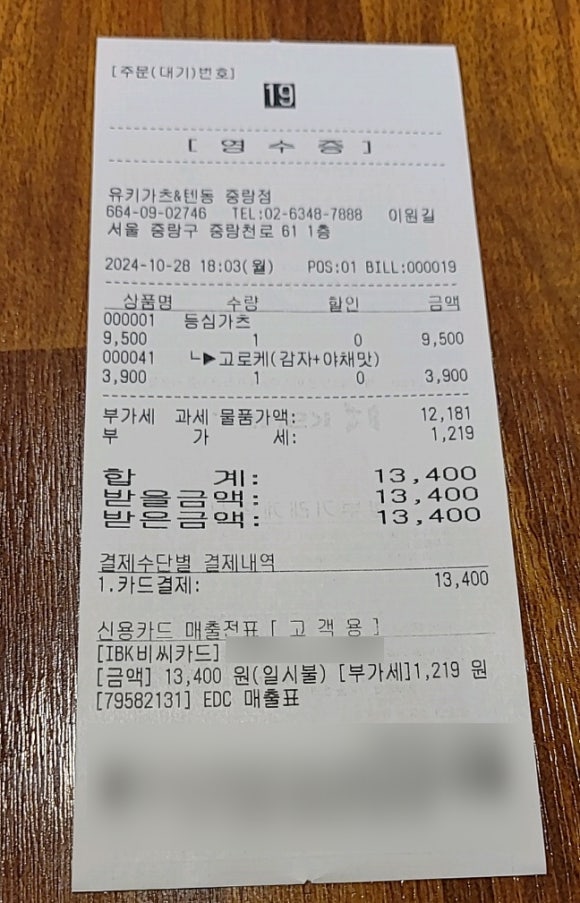 [주문(대기)번호]
19
[ 영 수 증 ]
유키가츠&텐동 중랑점
664-09-02746 TEL:02-6348-7888 이원길
서울 중랑구 중랑천로 61 1층
2024-10-28 18:03(월) POS:01 BILL:000019
상품명 수량 할인 금액
000001 등심가츠
9,500 1 0 9,500
000041 ㄴ▶고로케(감자+야채맛)
3,900 1 0 3,900
부가세 과세 물품가액: 12,181
부 가 세: 1,219
합 계: 13,400
받을금액: 13,400
받은금액: 13,400
결제수단별 결제내역
1.카드결제: 13,400
신용카드 매출전표 [ 고 객 용 ]
[IBK비씨카드]
[금액] 13,400 원(일시불) [부가세]1,219 원
[79582131] EDC 매출표